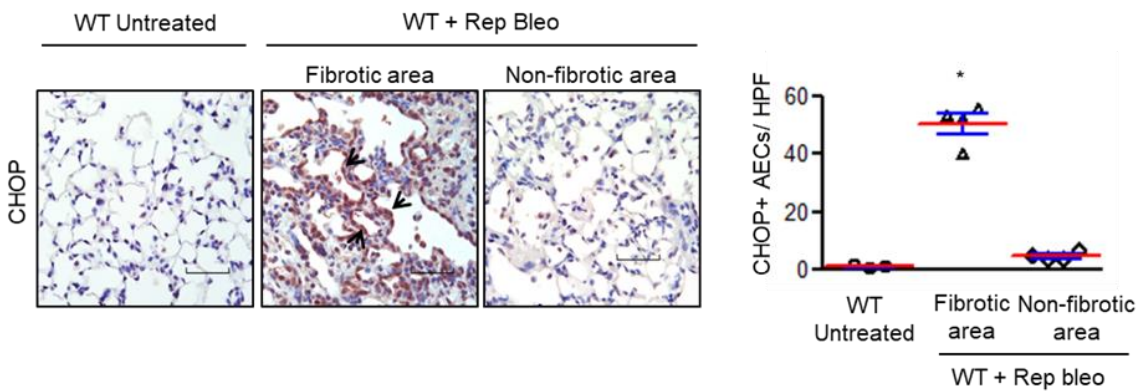 WT Untreated
WT + Rep Bleo
Fibrotic area
Non-fibrotic area
CHOP
*
CHOP+ AECs/ HPF
60
40
20
0
WT
Untreated
Fibrotic
area
Non-fibrotic
area
WT + Rep bleo